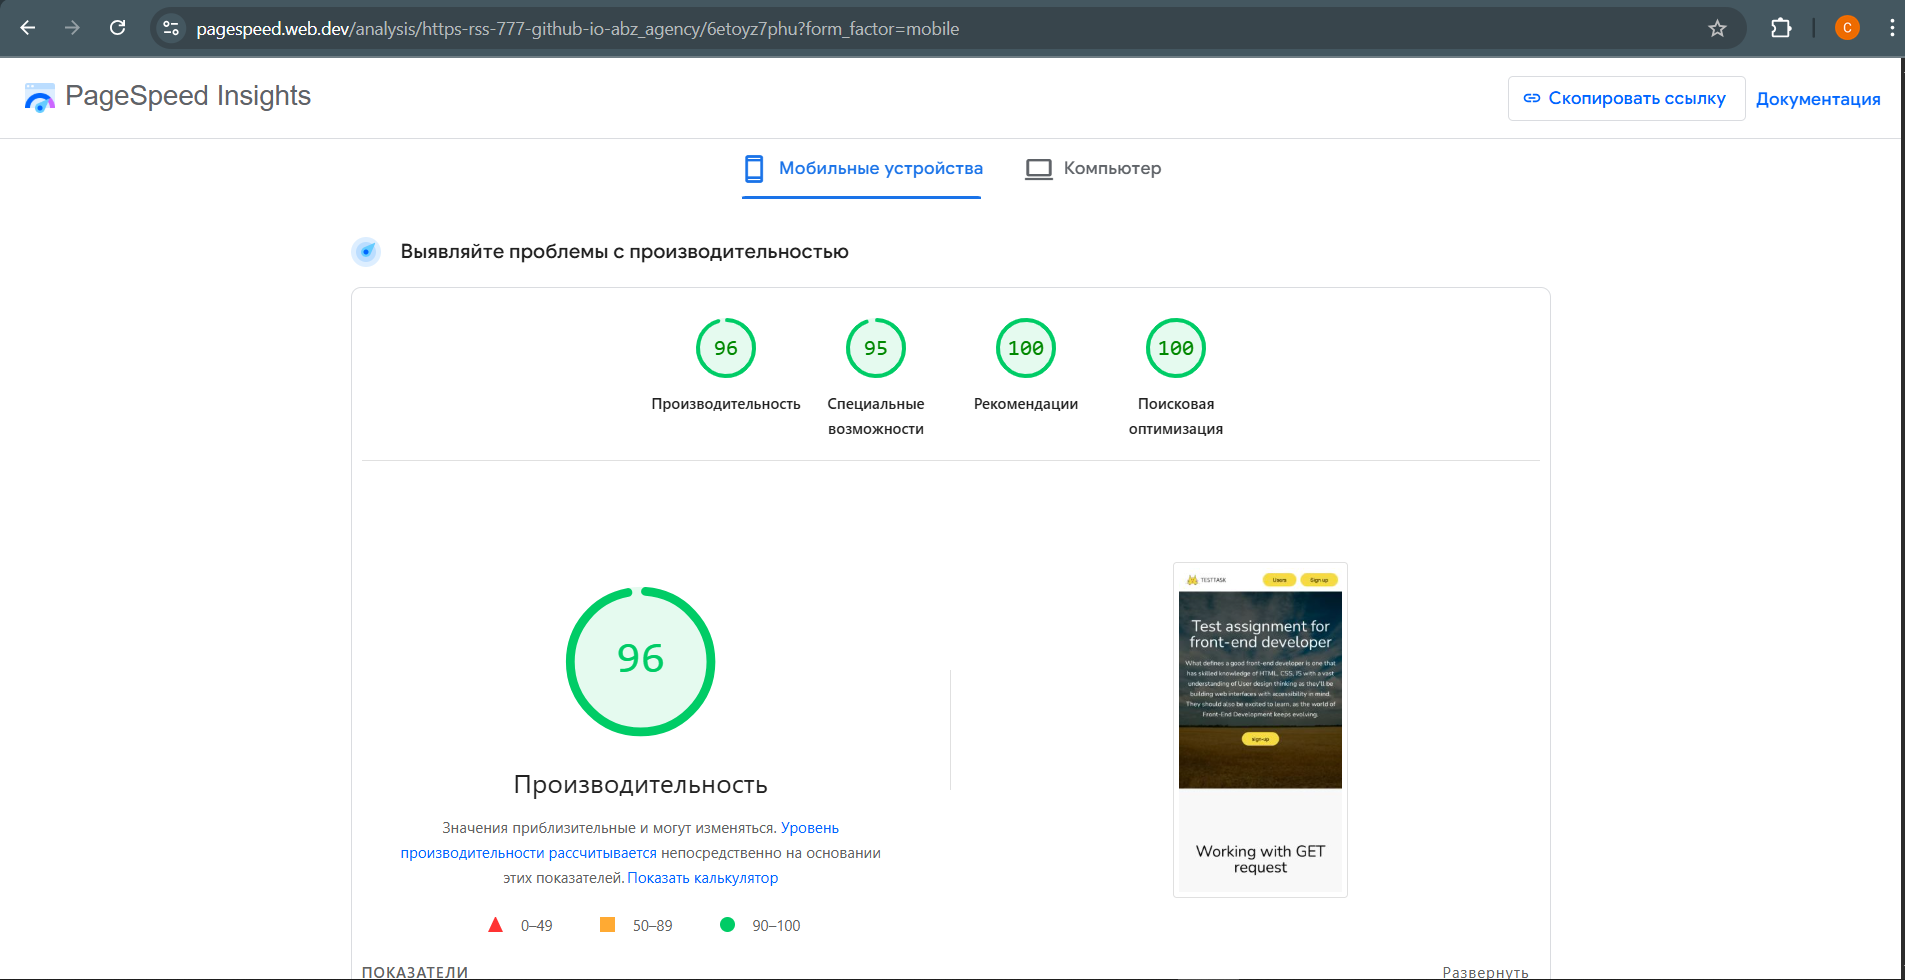 pagespeed.web.dev/analysis/https-rss-777-github-io-abz_agency/6etoyz7phu?form_factor=mobile
C
PageSpeed Insights
Скопировать ссылку
Документация
Мобильные устройства
Компьютер
Выявляйте проблемы с производительностью
96
95
100
100
Производительность
Специальные
возможности
Рекомендации
Поисковая
оптимизация
96
Производительность
Значения приблизительные и могут изменяться. Уровень
производительности рассчитывается непосредственно на основании
этих показателей. Показать калькулятор
0–49
50–89
90–100
TESTTASK
Users
Sign up
Test assignment for
front-end developer
What defines a good front-end developer is one that
has skilled knowledge of HTML, CSS, JS with a vast
understanding of User design thinking as they'll be
building web interfaces with accessibility in mind.
They should also be excited to learn, as the world of
Front-End Development keeps evolving.
Sign-up
Working with GET
request
ПОКАЗАТЕЛИ
Развернуть